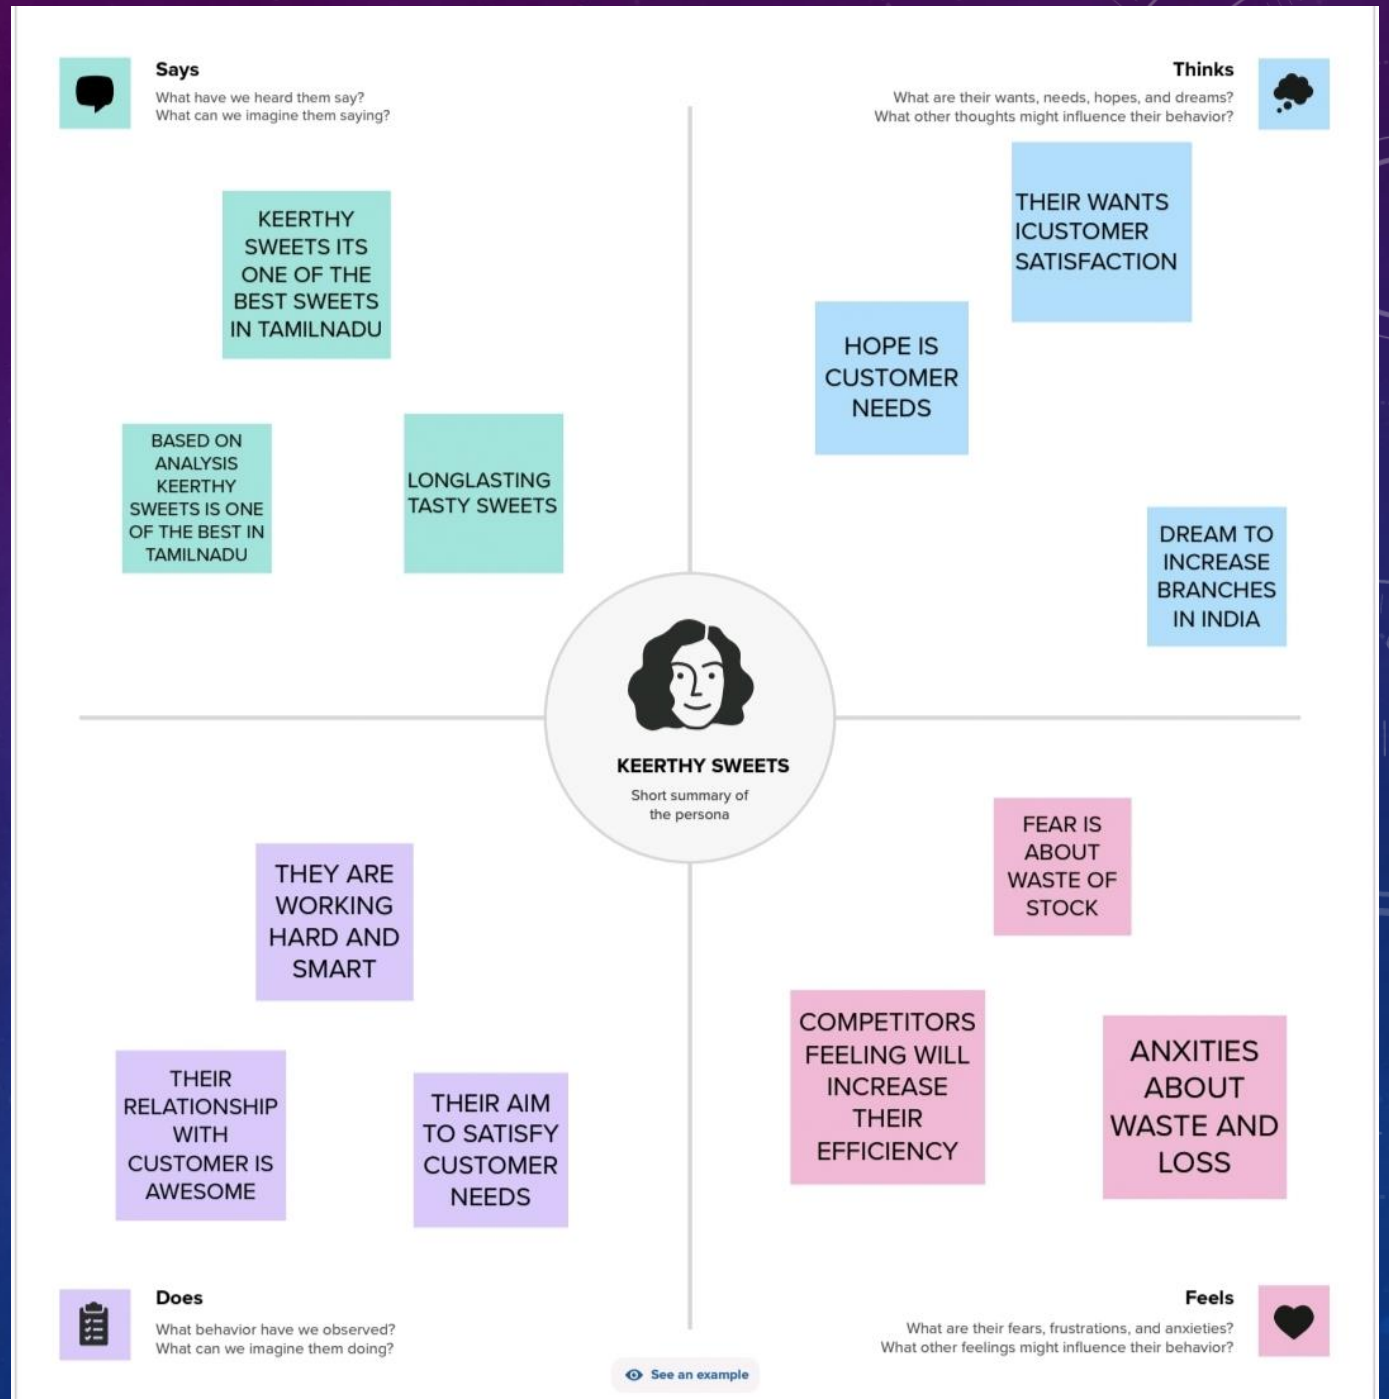 Says
What have we heard them say?
What can we imagine them saying?
KEERTHY
SWEETS ITS
ONE OF THE
BEST SWEETS
IN TAMILNADU
BASED ON
ANALYSIS
KEERTHY
SWEETS IS ONE
OF THE BEST IN
TAMILNADU
LONGLASTING
TASTY SWEETS
Thinks
What are their wants, needs, hopes, and dreams?
What other thoughts might influence their behavior?
THEIR WANTS
ICUSTOMER
SATISFACTION
HOPE IS
CUSTOMER
NEEDS
DREAM TO
INCREASE
BRANCHES
IN INDIA
KEERTHY SWEETS
Short summary of
the persona
THEY ARE
WORKING
HARD AND
SMART
THEIR
RELATIONSHIP
WITH
CUSTOMER IS
AWESOME
THEIR AIM
TO SATISFY
CUSTOMER
NEEDS
Does
What behavior have we observed?
What can we imagine them doing?
FEAR IS
ABOUT
WASTE OF
STOCK
COMPETITORS
FEELING WILL
INCREASE
THEIR
EFFICIENCY
ANXITIES
ABOUT
WASTE AND
LOSS
Feels
What are their fears, frustrations, and anxieties?
What other feelings might influence their behavior?
See an example